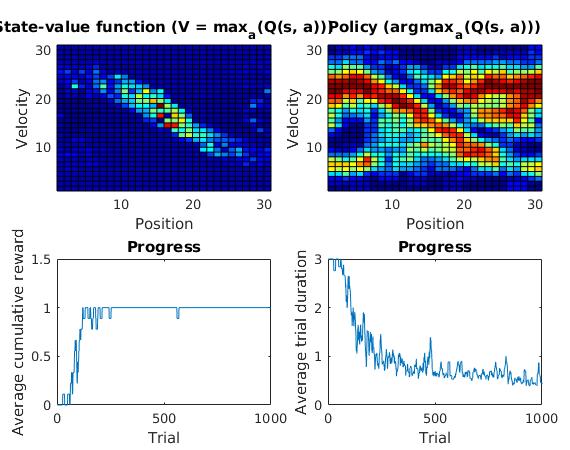 State-value function (V = max_a(Q(s, a)))
Policy (argmax_a(Q(s, a)))
Velocity
30
20
10
10
20
30
Position
Velocity
30
20
10
10
20
30
Position
Progress
Average cumulative reward
1.5
1
0.5
0
0
500
1000
Trial
Progress
Average trial duration
3
2
1
0
0
500
1000
Trial